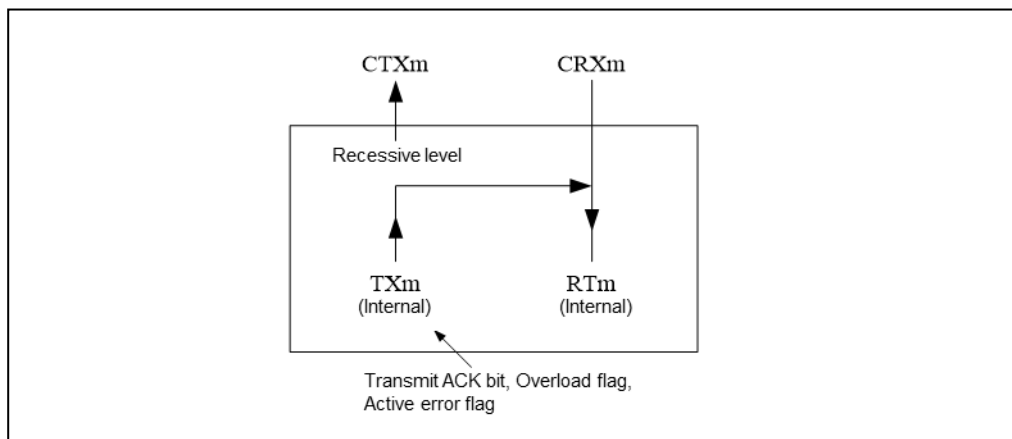 CTXm
CRXm
Recessive level
TXm
(Internal)
RTm
(Internal)
Transmit ACK bit, Overload flag,
Active error flag